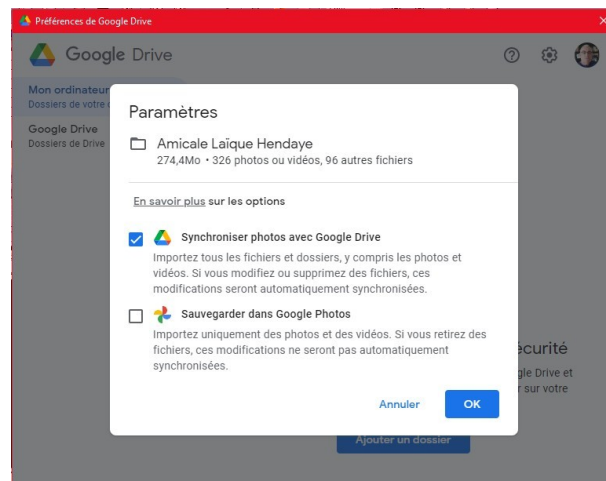 Préférences de Google Drive
Google Drive
Mon ordinateur
Dossiers de votre
Google Drive
Dossiers de Drive
Paramètres
Amicale Laïque Hendaye
274,4Mo • 326 photos ou vidéos, 96 autres fichiers
En savoir plus sur les options
Synchroniser photos avec Google Drive
Importez tous les fichiers et dossiers, y compris les photos et
vidéos. Si vous modifiez ou supprimez des fichiers, ces
modifications seront automatiquement synchronisées.
Sauvegarder dans Google Photos
Importez uniquement des photos et des vidéos. Si vous retirez des
fichiers, ces modifications ne seront pas automatiquement
synchronisées.
écurité
gle Drive et
r sur votre
Annuler
OK
Ajouter un dossier